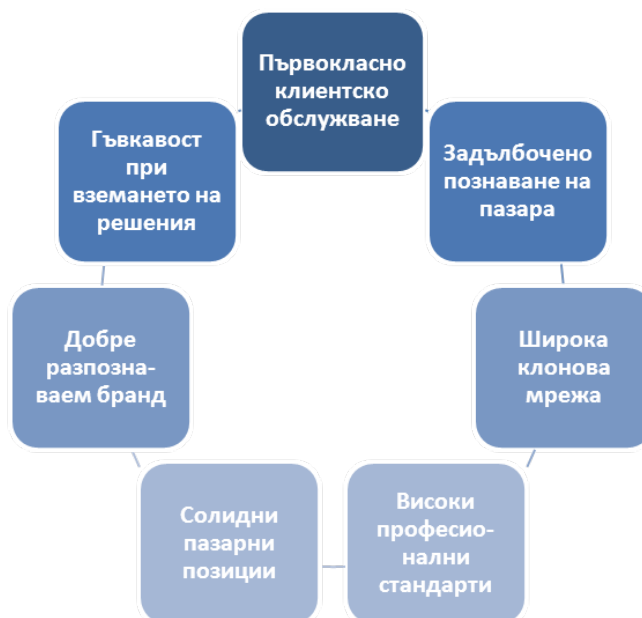 Първокласно
клиентско
обслужване
Задълбочено
познаване на
пазара
Широка
клонова
мрежа
Високи
професио-
нални
стандарти
Солидни
пазарни
позиции
Добре
разпозна-
ваем бранд
Гъвкавост
при
вземането на
решения